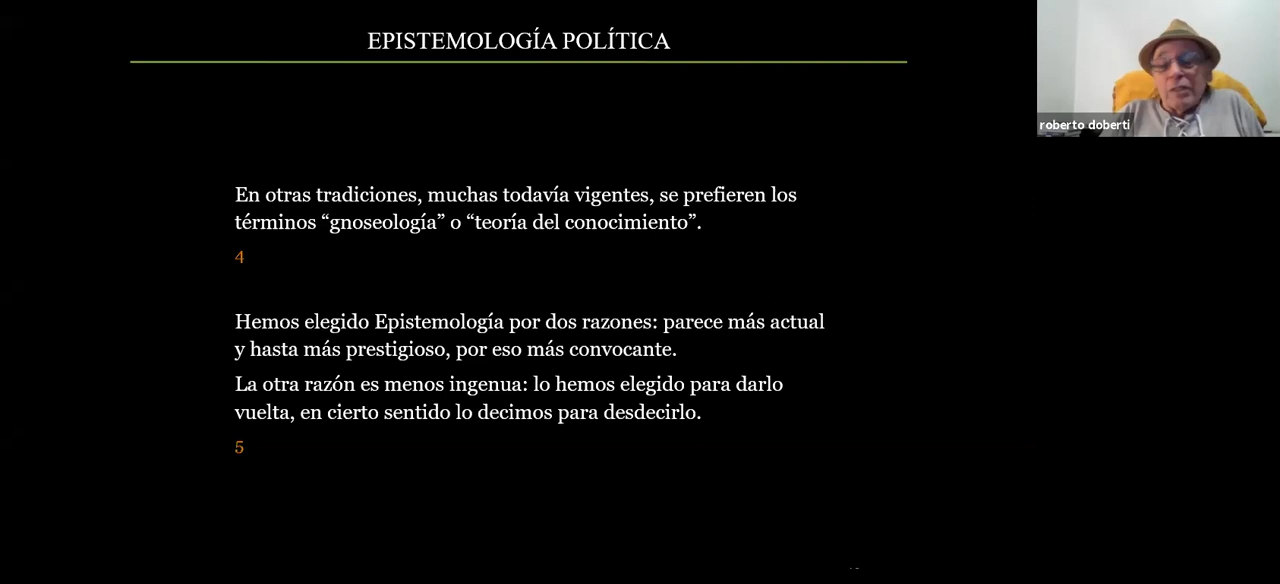 EPISTEMOLOGÍA POLÍTICA
roberto doberti
En otras tradiciones, muchas todavía vigentes, se prefieren los
términos “gnoseología” o “teoría del conocimiento”.
4
Hemos elegido Epistemología por dos razones: parece más actual
y hasta más prestigioso, por eso más convocante.
La otra razón es menos ingenua: lo hemos elegido para darlo
vuelta, en cierto sentido lo decimos para desdecirlo.
5